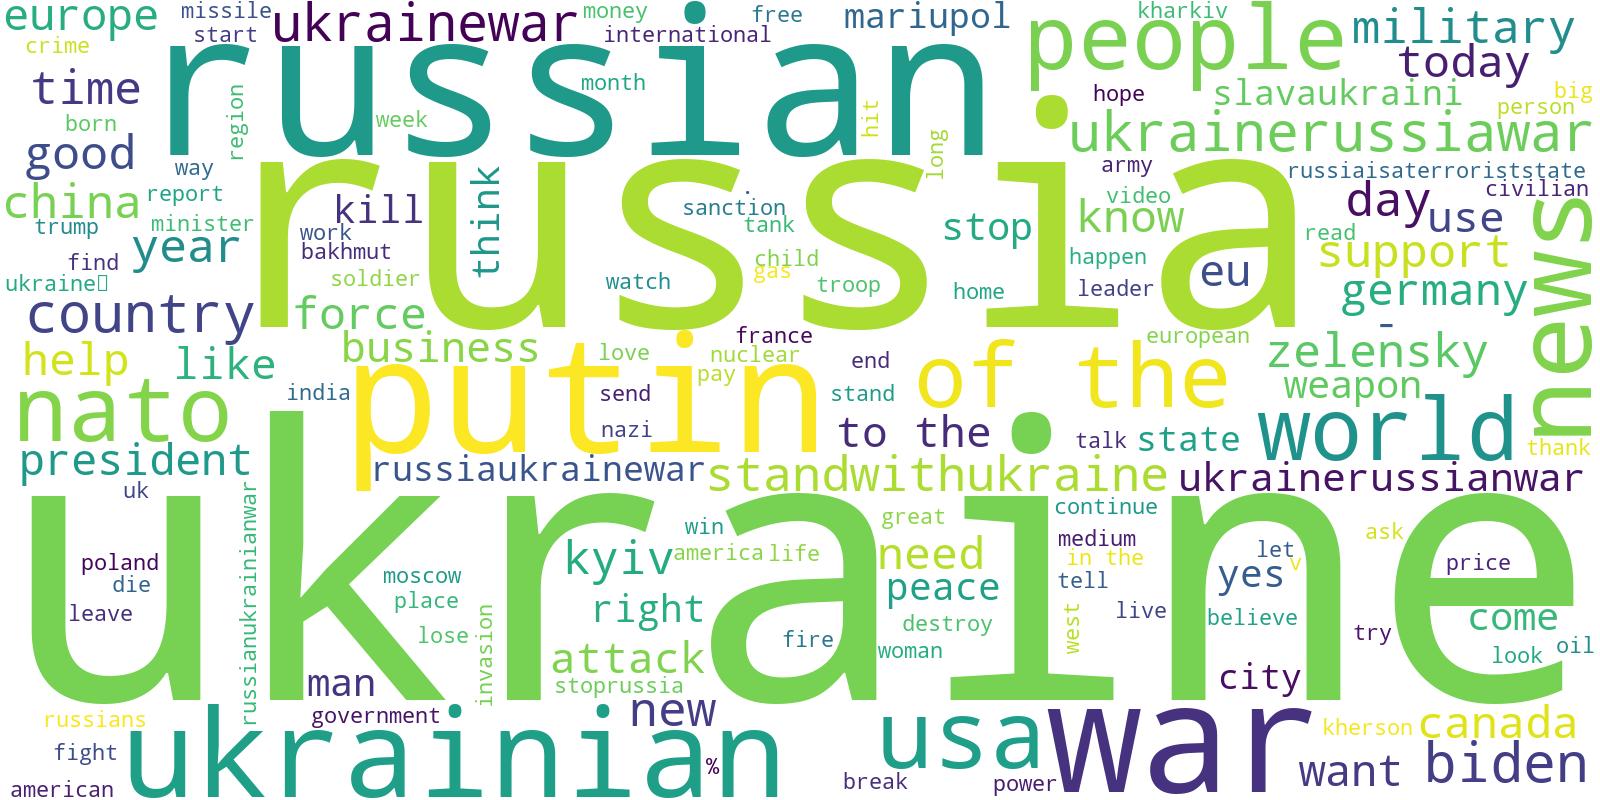 europe
missile
start
ukrainewar
money
international
free
mariupol
kharkiv
people
military
today
crime
time
born
good
region
russian
month
week
hit
long
hope
slavaukraini
big
person
ukrainerussiawar
way
report
china
trump
minister
year
find
ukraine
army
russiaisaterroriststate
civilian
video
day
use
know
read
support
news
kill
work
bakhmut
think
soldier
russia
sanction
tank
child
gas
troop
watch
stop
home
happen
leader
eu
germany
-
country
force
business
france
european
zelensky
help
like
love
nuclear
pay
end
weapon
nato
india
putin
send
nazi
stand
of the
world
president
to the
talk
state
thank
uk
russiaukrainewar
standwithukraine
ukrainerussianwar
russianukrainianwar
ukraine
poland
die
leave
moscow
place
lose
invasion
win
great
kyiv
america
life
need
right
peace
destroy
fire
woman
attack
stoprussia
continue
medium
in the
tell
live
west
let
v
yes
believe
ask
price
try
come
look
oil
city
man
government
new
russians
fight
american
ukrainian
%
usa
break
power
war
kherson
canada
want
biden